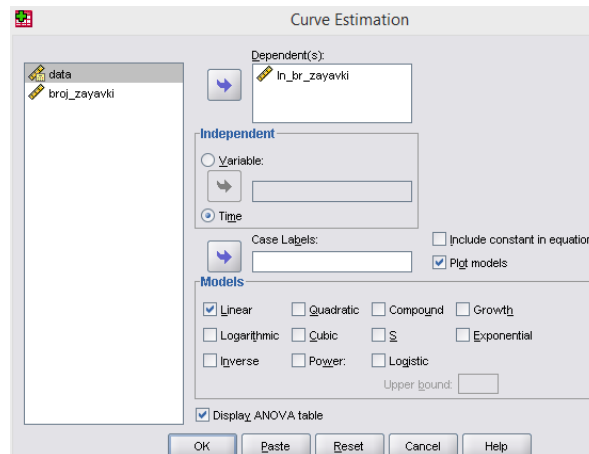 Curve Estimation
data
broj_zayavki
Dependent(s):
ln_br_zayavki
Independent
Variable:
Time
Case Labels:
Include constant in equation
Plot models
Models
Linear
Quadratic
Compound
Growth
Logarithmic
Cubic
S
Exponential
Inverse
Power:
Logistic
Upper bound:
Display ANOVA table
OK
Paste
Reset
Cancel
Help